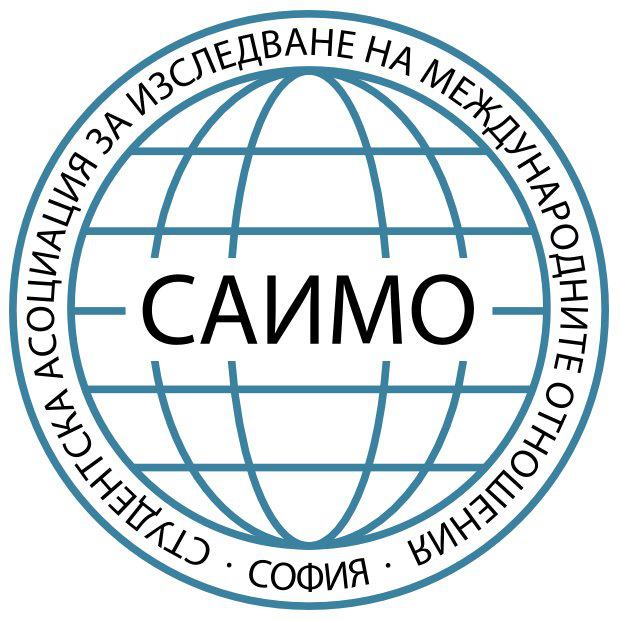 СТУДЕНТСКА АСОЦИАЦИЯ ЗА ИЗСЛЕДВАНЕ НА МЕЖДУНАРОДНИТЕ ОТНОШЕНИЯ
САИМО
· СОФИЯ ·